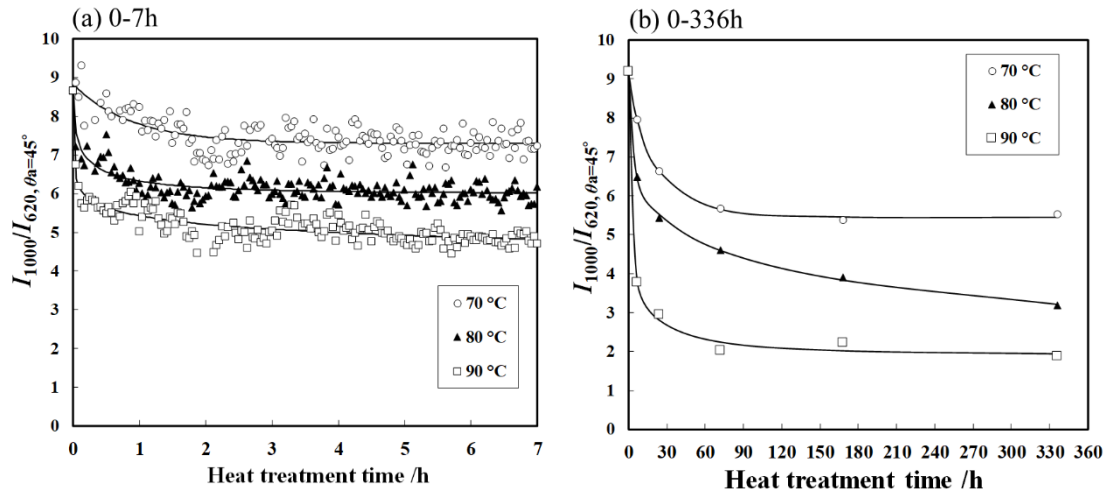 (a) 0-7h
I1000/I620, θa=45°
10
9
8
7
6
5
4
3
2
1
0
70 °C
80 °C
90 °C
0 1 2 3 4 5 6 7
Heat treatment time /h
(b) 0-336h
I1000/I620, θa=45°
10
9
8
7
6
5
4
3
2
1
0
70 °C
80 °C
90 °C
0 30 60 90 120 150 180 210 240 270 300 330 360
Heat treatment time /h